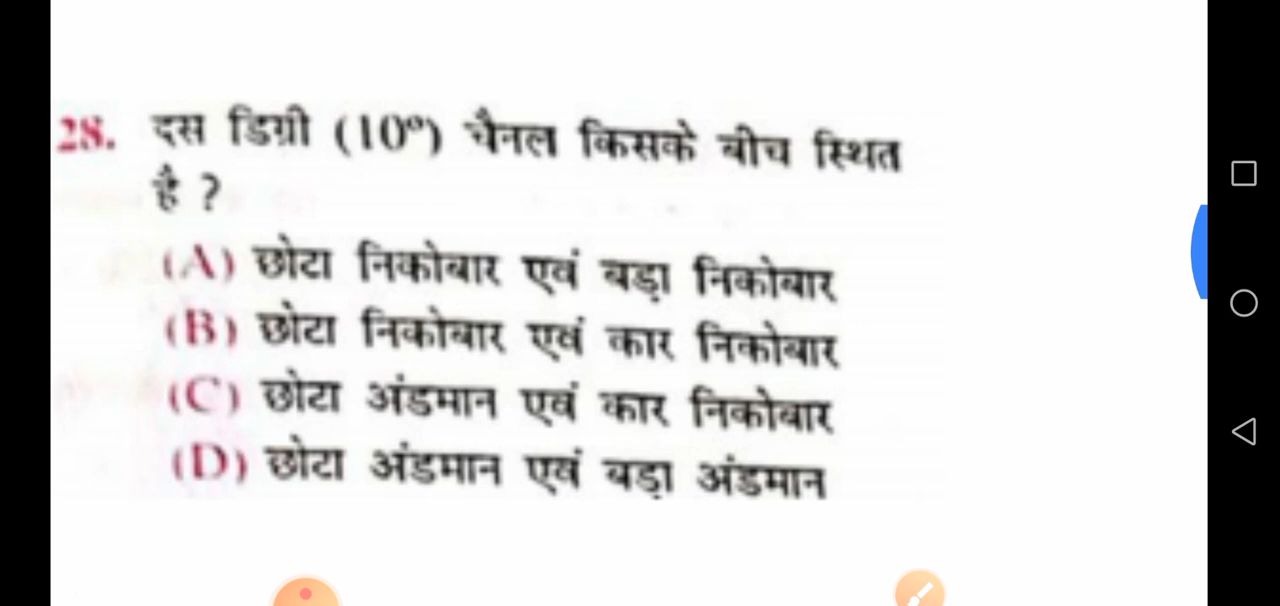 28. दस डिग्री (10°) चैनल किसके बीच स्थित
है ?
(A) छोटा निकोबार एवं बड़ा निकोबार
(B) छोटा निकोबार एवं कार निकोबार
(C) छोटा अंडमान एवं कार निकोबार
(D) छोटा अंडमान एवं बड़ा अंडमान